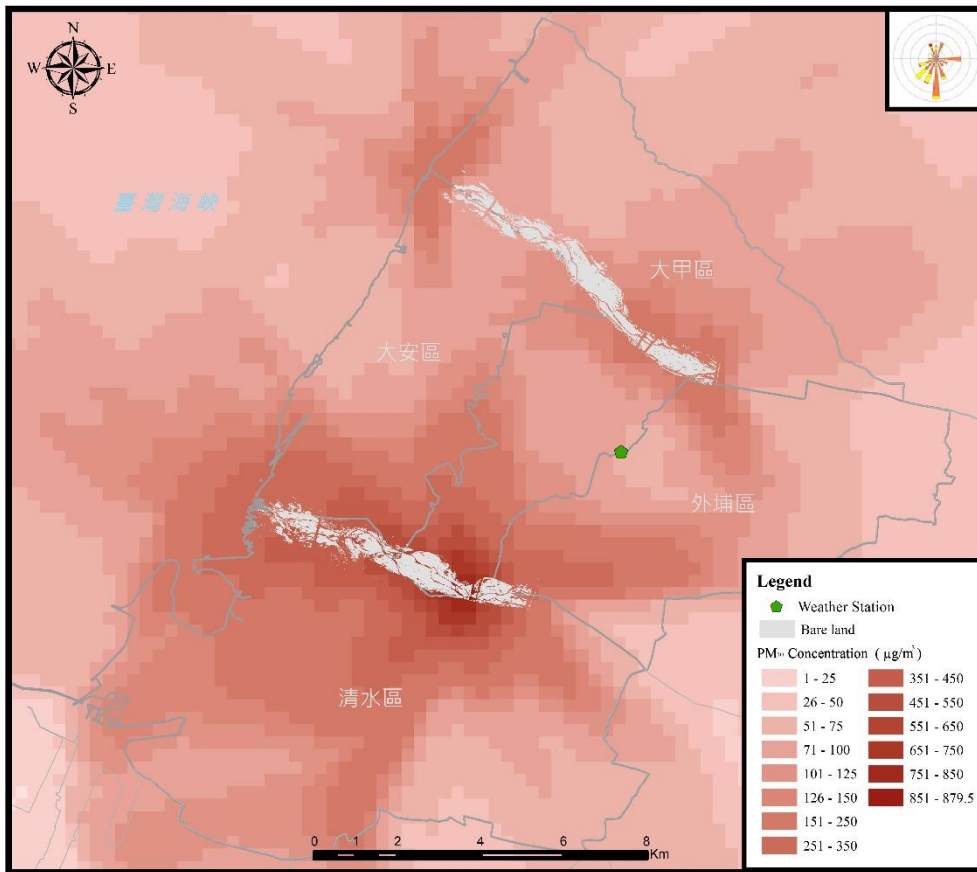 N
W E
S
臺灣海峽
大甲區
大安區
外埔區
清水區
Legend
Weather Station
Bare land
PM₁₀ Concentration ( µg/m³ )
1 - 25
26 - 50
51 - 75
71 - 100
101 - 125
126 - 150
151 - 250
251 - 350
351 - 450
451 - 550
551 - 650
651 - 750
751 - 850
851 - 879.5
0 1 2 4 6 8
Km